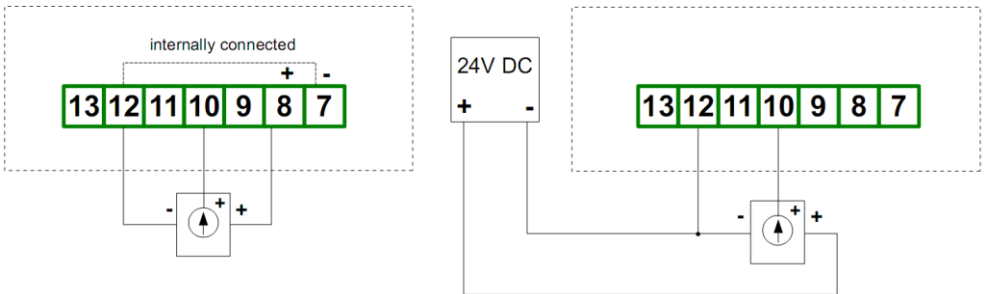 internally connected
+ -
13 12 11 10 9 8 7
- + +
24V DC
+ -
13 12 11 10 9 8 7
- + +